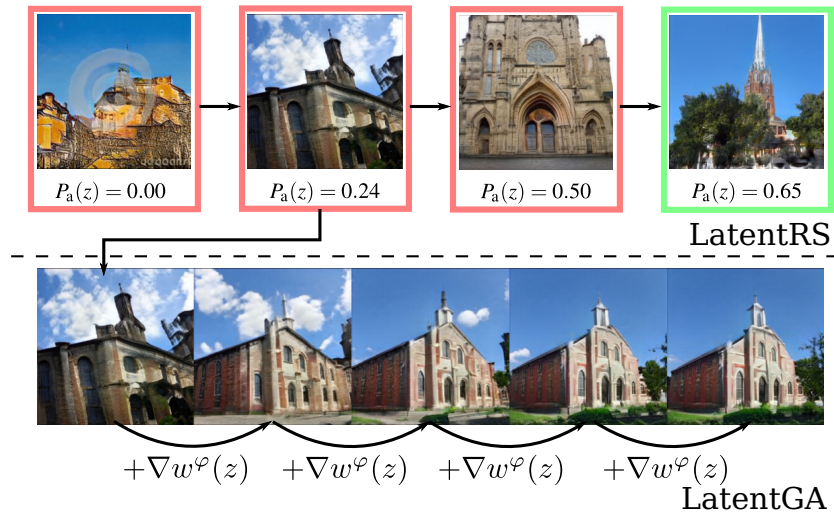 P_a(z) = 0.00
P_a(z) = 0.24
P_a(z) = 0.50
P_a(z) = 0.65
LatentRS
+∇w^φ(z)
+∇w^φ(z)
+∇w^φ(z)
+∇w^φ(z)
LatentGA